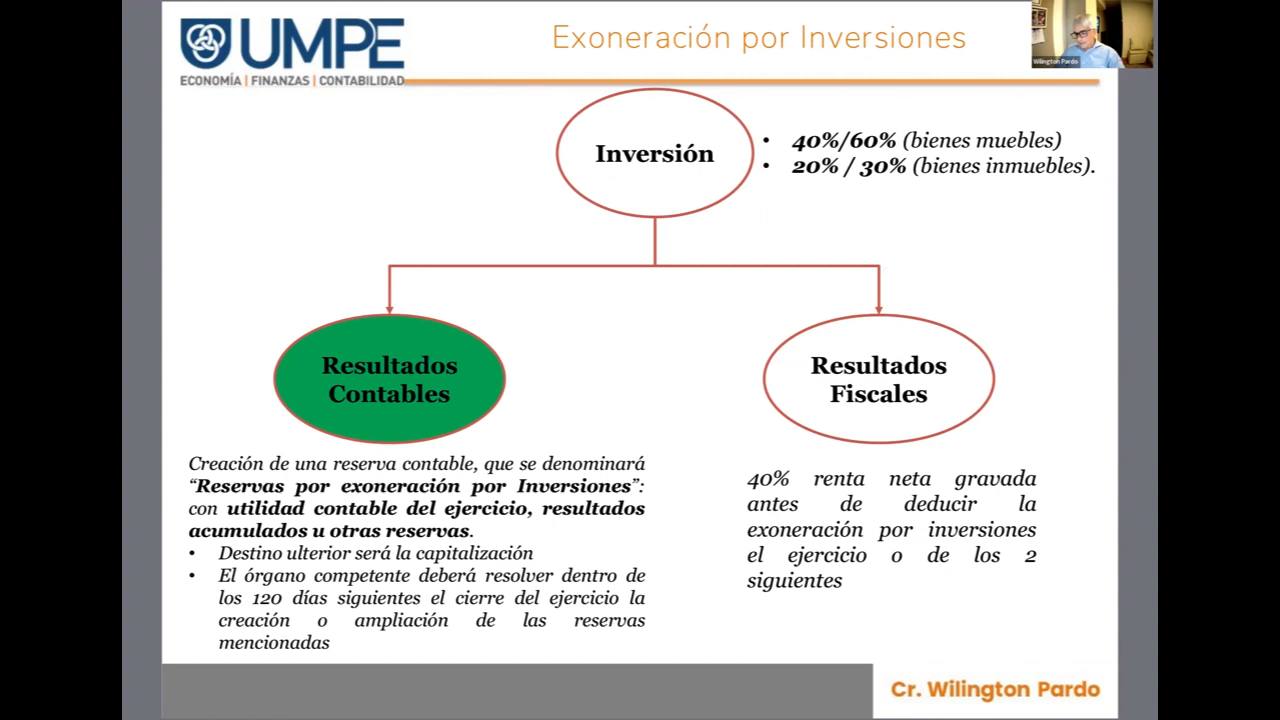 UMPE
ECONOMÍA | FINANZAS | CONTABILIDAD
Exoneración por Inversiones
Wilington Pardo
Inversión
• 40%/60% (bienes muebles)
• 20% / 30% (bienes inmuebles).
Resultados
Contables
Resultados
Fiscales
Creación de una reserva contable, que se denominará
“Reservas por exoneración por Inversiones”:
con utilidad contable del ejercicio, resultados
acumulados u otras reservas.
• Destino ulterior será la capitalización
• El órgano competente deberá resolver dentro de
los 120 días siguientes el cierre del ejercicio la
creación o ampliación de las reservas
mencionadas
40% renta neta gravada
antes de deducir la
exoneración por inversiones
el ejercicio o de los 2
siguientes
Cr. Wilington Pardo